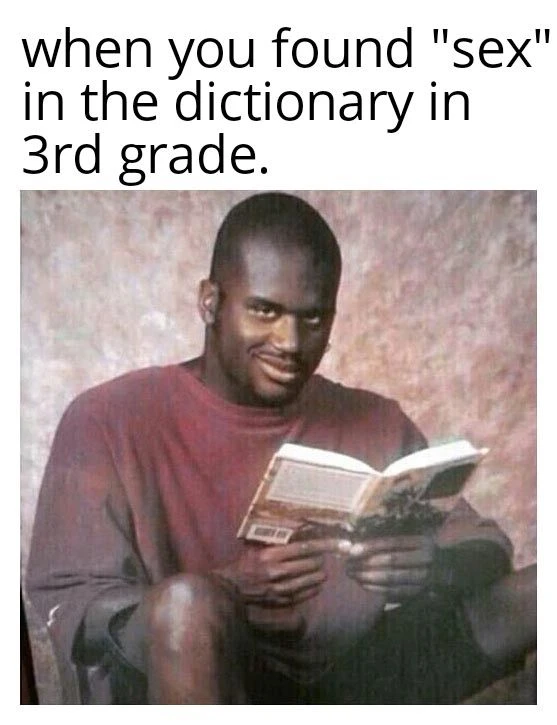 when you found "sex"
in the dictionary in
3rd grade.